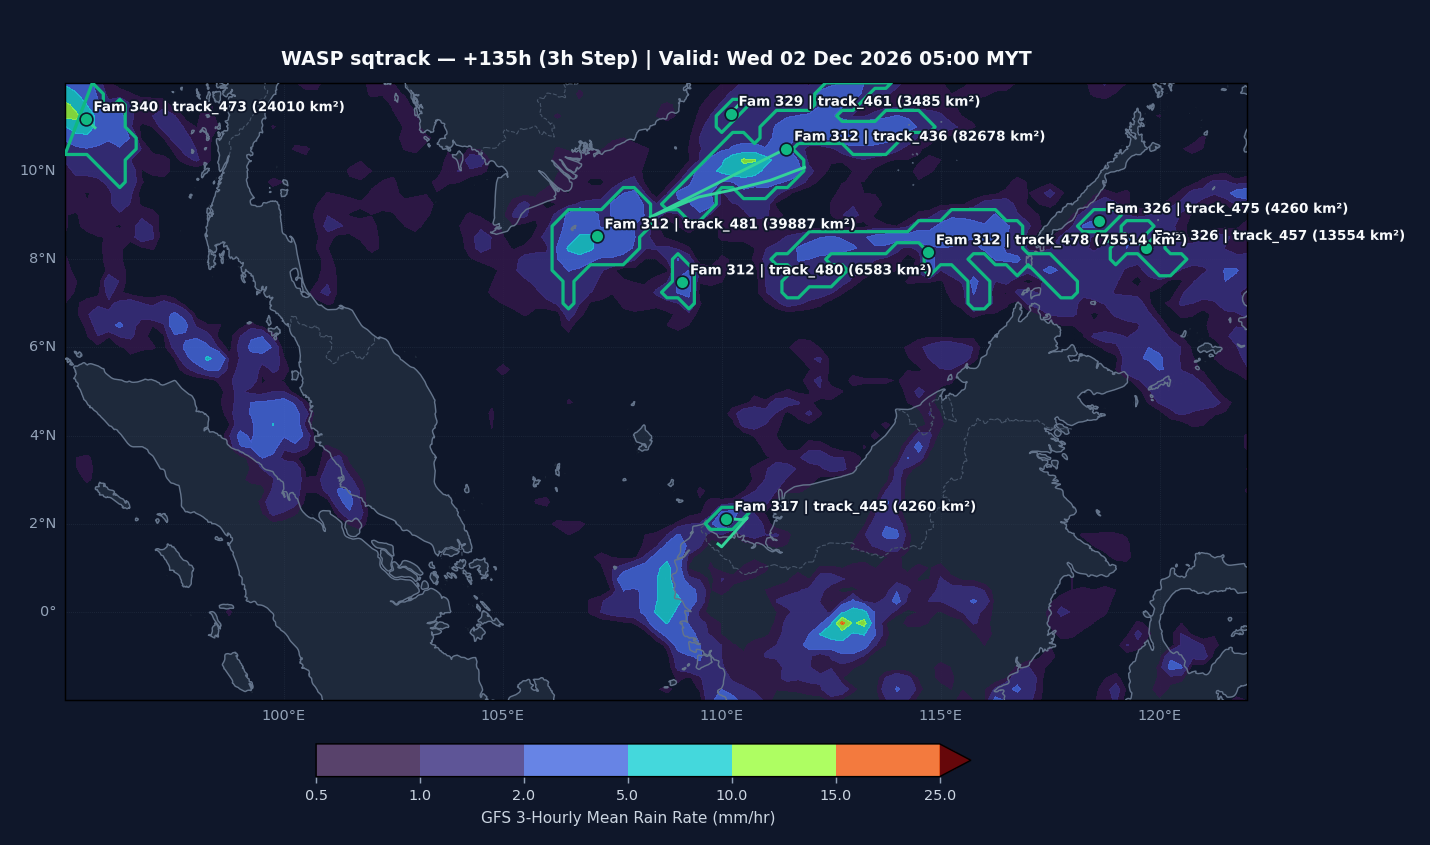 WASP sqtrack — +135h (3h Step) | Valid: Wed 02 Dec 2026 05:00 MYT
Fam 340 | track_473 (24010 km²)
Fam 329 | track_461 (3485 km²)
Fam 312 | track_436 (82678 km²)
10°N
Fam 326 | track_475 (4260 km²)
Fam 312 | track_481 (39887 km²)
Fam 326 | track_457 (13554 km²)
Fam 312 | track_478 (75514 km²)
8°N
Fam 312 | track_480 (6583 km²)
6°N
4°N
2°N
Fam 317 | track_445 (4260 km²)
0°
100°E 105°E 110°E 115°E 120°E
0.5 1.0 2.0 5.0 10.0 15.0 25.0
GFS 3-Hourly Mean Rain Rate (mm/hr)